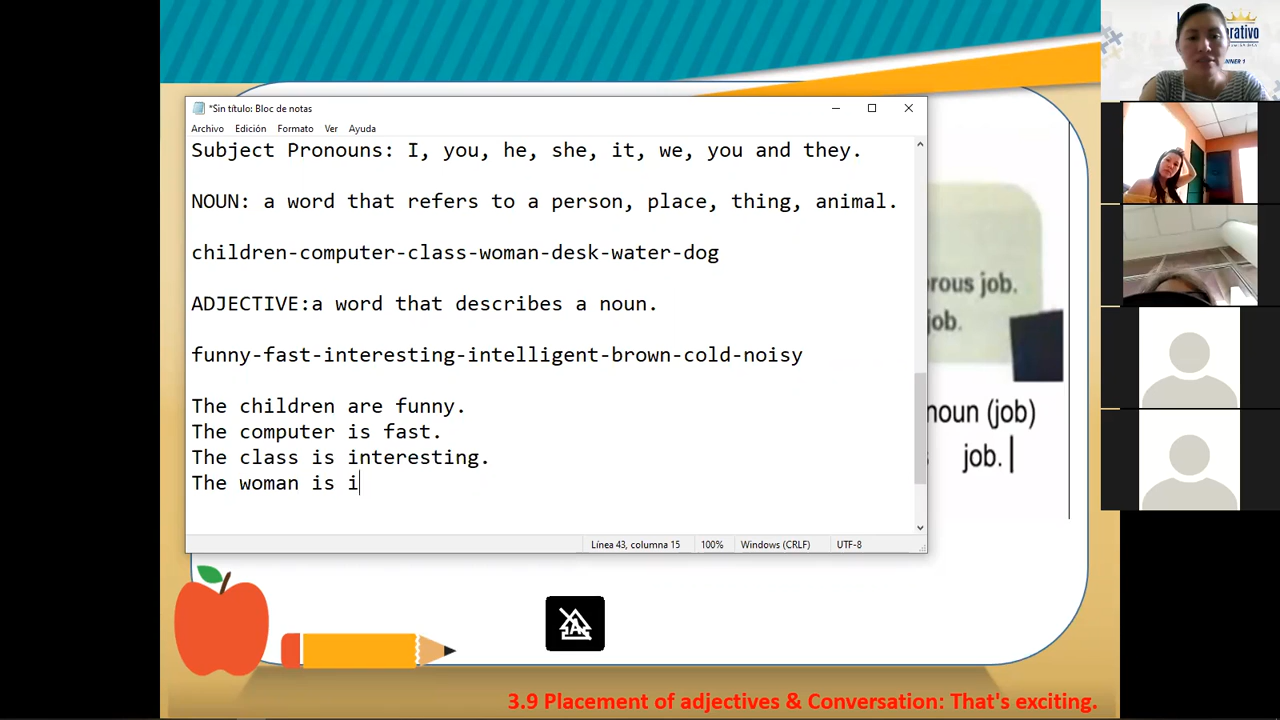 *Sin título: Bloc de notas
Archivo Edición Formato Ver Ayuda
Subject Pronouns: I, you, he, she, it, we, you and they.
NOUN: a word that refers to a person, place, thing, animal.
children-computer-class-woman-desk-water-dog
ADJECTIVE:a word that describes a noun.
funny-fast-interesting-intelligent-brown-cold-noisy
The children are funny.
The computer is fast.
The class is interesting.
The woman is i
Línea 43, columna 15 100% Windows (CRLF) UTF-8
job.
job.
noun (job)
job.
3.9 Placement of adjectives & Conversation: That's exciting.